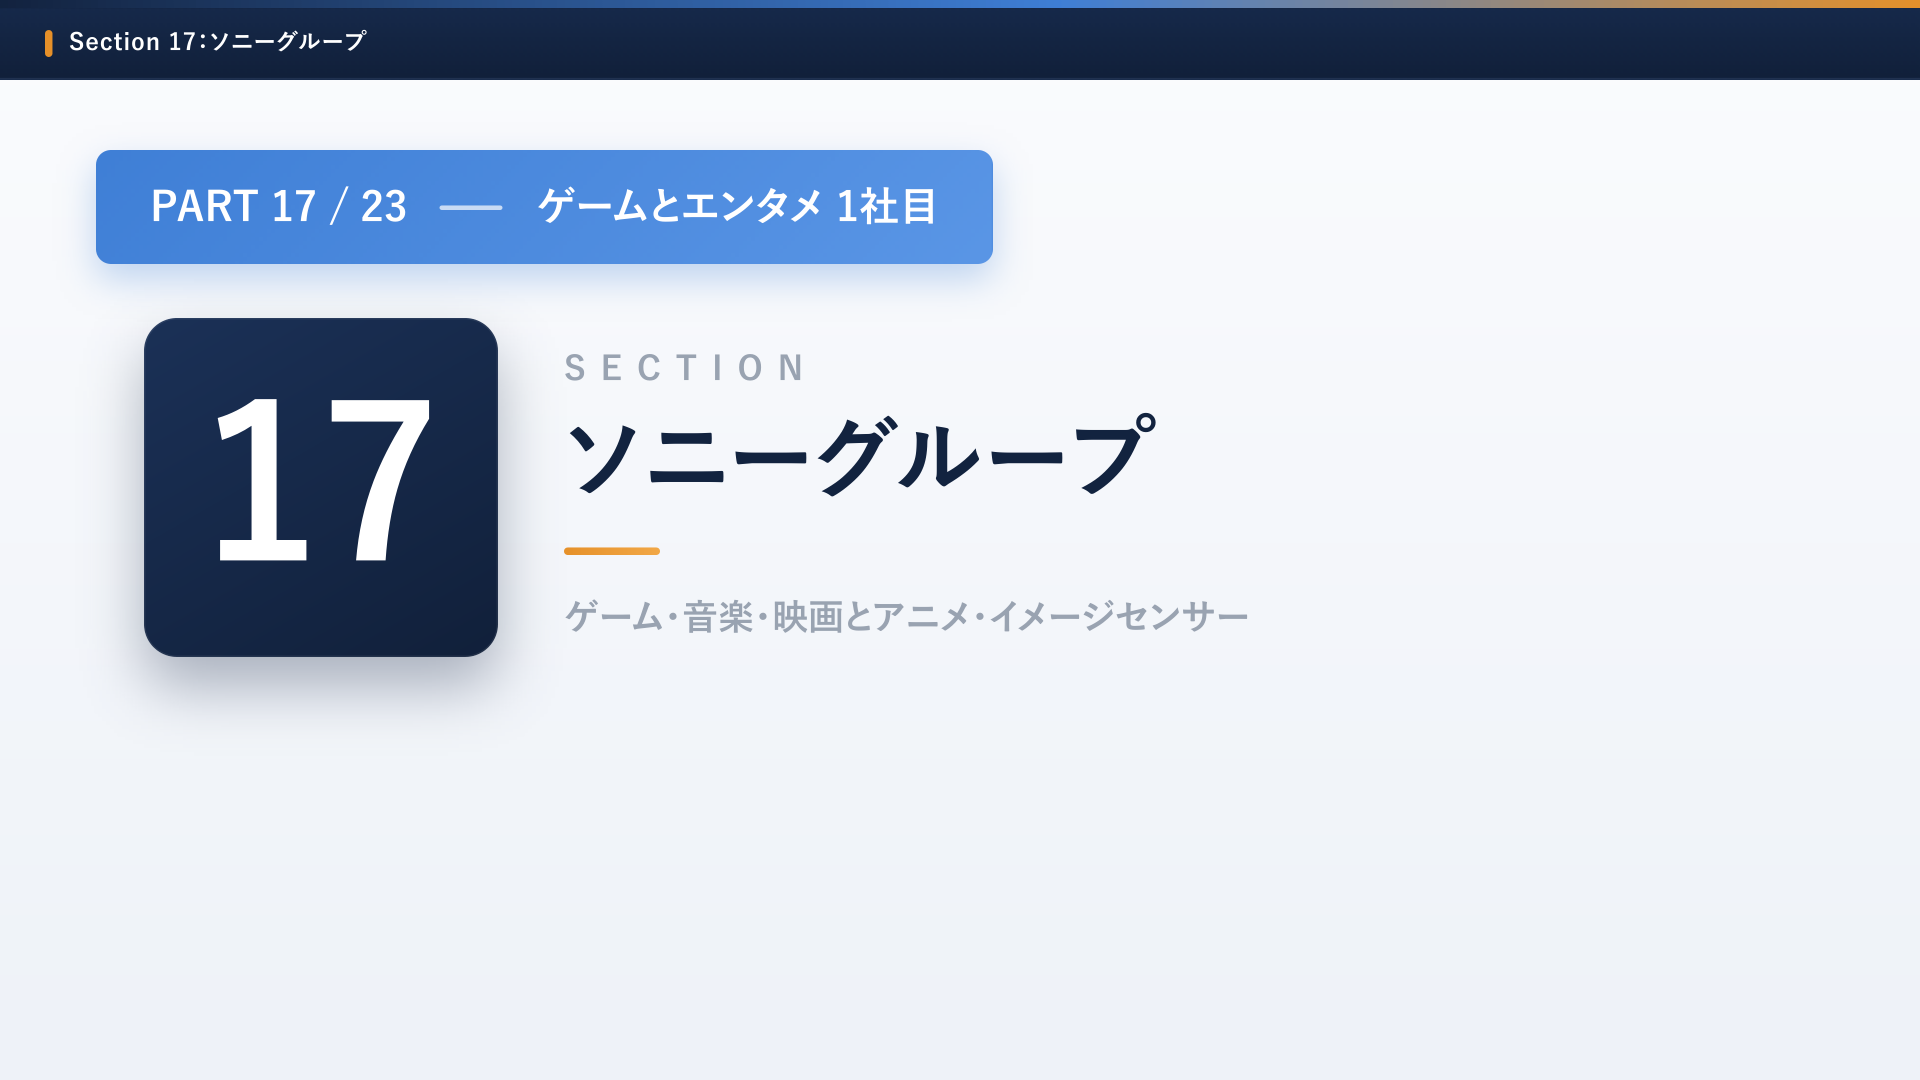 Section 17：ソニーグループ
PART 17 / 23 ― ゲームとエンタメ 1社目
17
SECTION
ソニーグループ
ゲーム・音楽・映画とアニメ・イメージセンサー